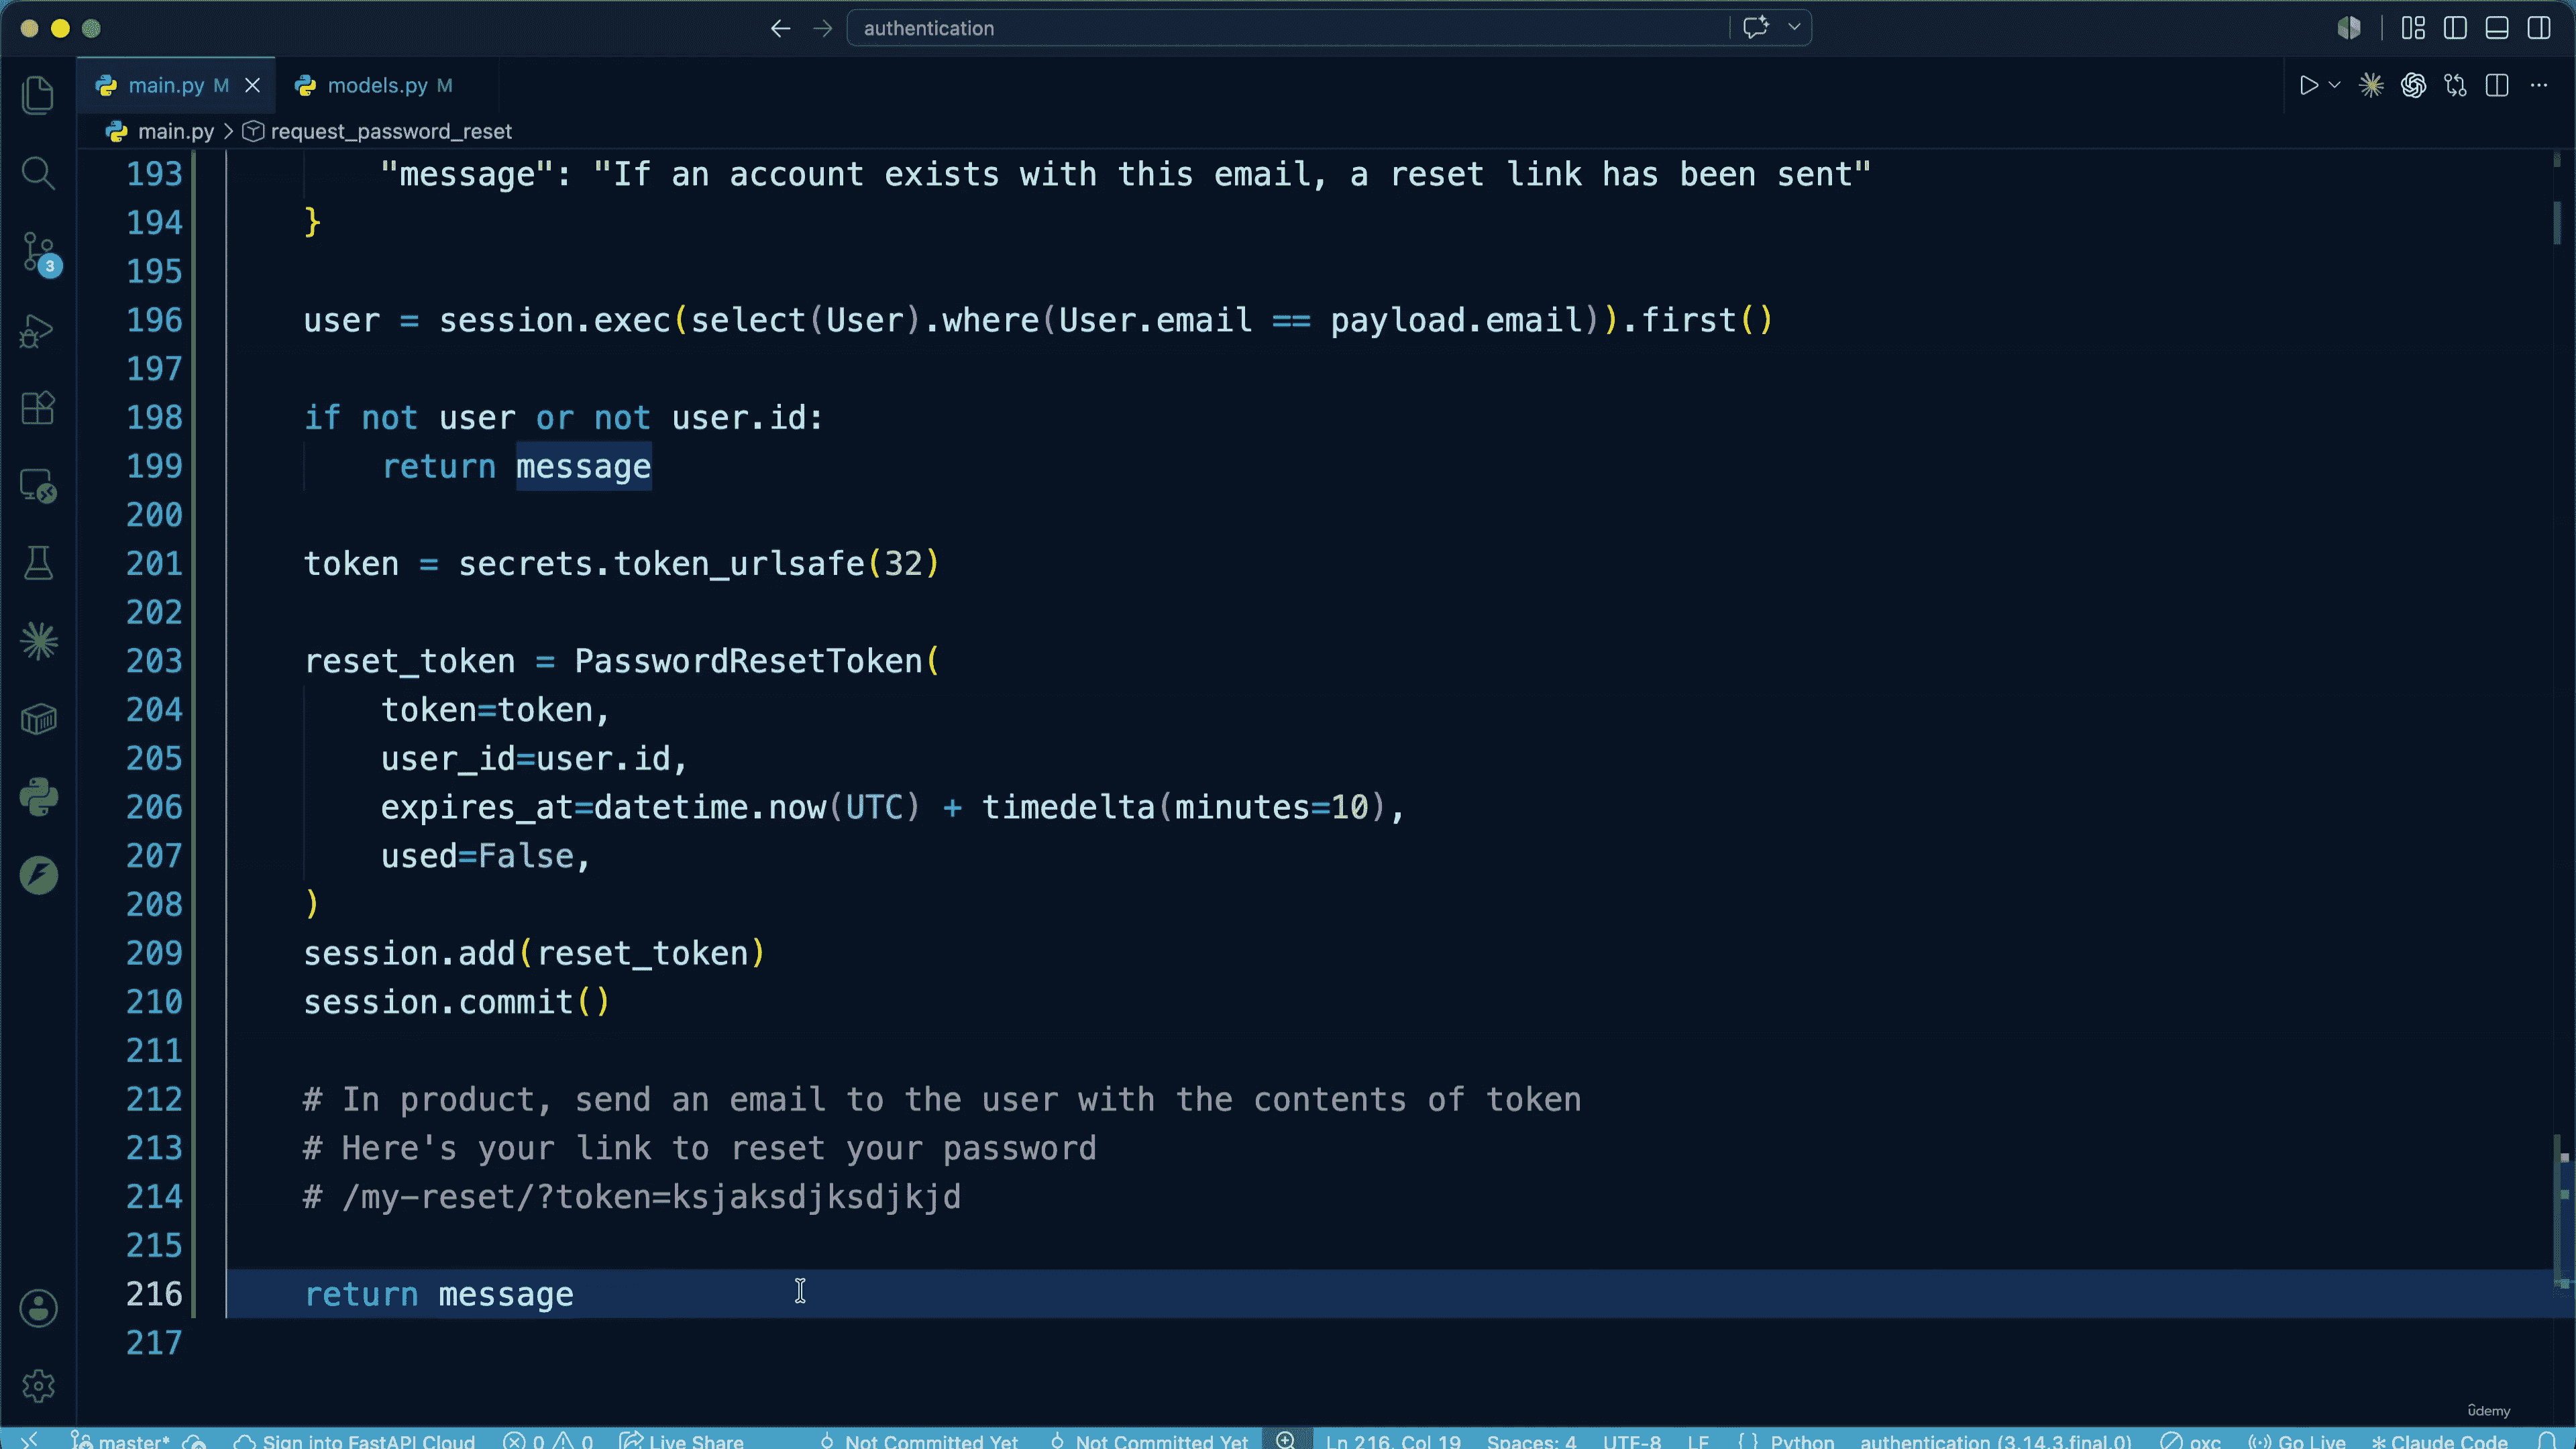 authentication
main.py M
models.py M
main.py > request_password_reset
193 "message": "If an account exists with this email, a reset link has been sent"
194 }
195
196 user = session.exec(select(User).where(User.email == payload.email)).first()
197
198 if not user or not user.id:
199 return message
200
201 token = secrets.token_urlsafe(32)
202
203 reset_token = PasswordResetToken(
204 token=token,
205 user_id=user.id,
206 expires_at=datetime.now(UTC) + timedelta(minutes=10),
207 used=False,
208 )
209 session.add(reset_token)
210 session.commit()
211
212 # In product, send an email to the user with the contents of token
213 # Here's your link to reset your password
214 # /my-reset/?token=ksjaksdjksdjkjd
215
216 return message
217
3
ûdemy
master* Sign into FastAPI Cloud 0 0 Live Share Not Committed Yet Not Committed Yet Ln 216, Col 19 Spaces: 4 UTF-8 LF {} Python authentication (3.14.3.final.0) oxc Go Live Claude Code